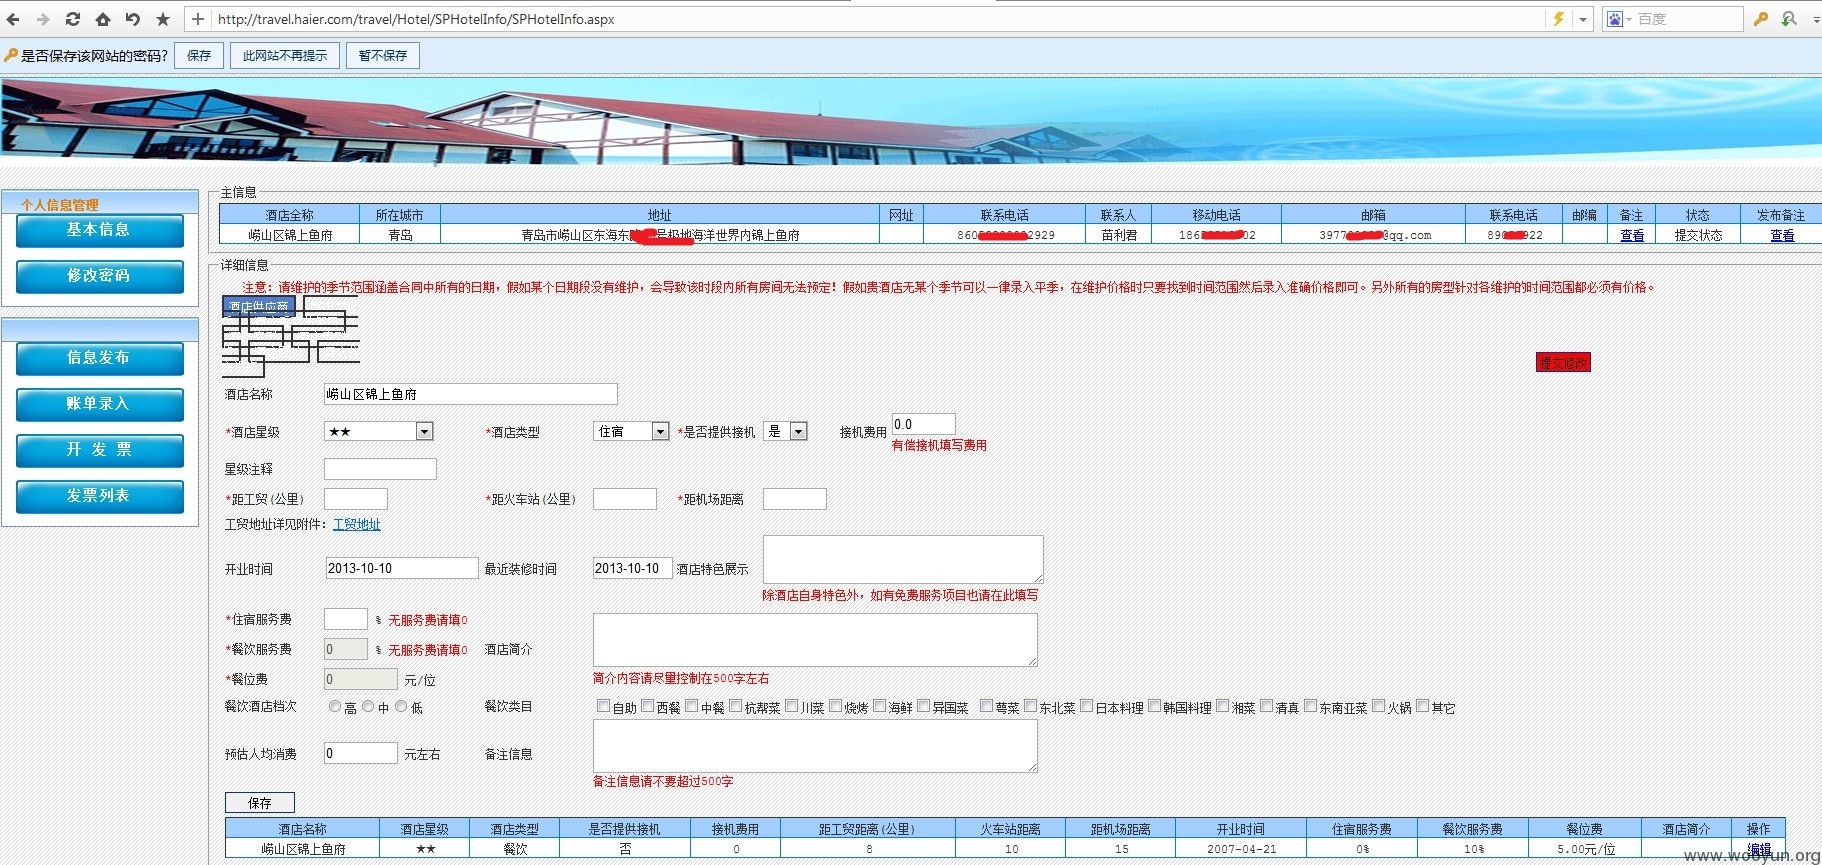 http://travel.haier.com/travel/Hotel/SPHotelInfo/SPHotelInfo.aspx 百度
是否保存该网站的密码? 保存 此网站不再提示 暂不保存
个人信息管理
基本信息
修改密码
信息发布
账单录入
开 发 票
发票列表
主信息
酒店全称 所在城市 地址 网址 联系电话 联系人 移动电话 邮箱 联系电话 邮编 备注 状态 发布备注
崂山区锦上鱼府 青岛 青岛市崂山区东海东 号极地海洋世界内锦上鱼府 860 2929 苗利君 186 02 3977 @qq.com 89 922 查看 提交状态 查看
详细信息
注意：请维护的季节范围涵盖合同中所有的日期，假如某个日期段没有维护，会导致该时段内所有房间无法预定！假如贵酒店无某个季节可以一律录入平季，在维护价格时只要找到时间范围然后录入准确价格即可。另外所有的房型针对各维护的时间范围都必须有价格。
酒店供应商
提交修改
酒店名称 崂山区锦上鱼府
*酒店星级 ★★ *酒店类型 住宿 *是否提供接机 是 接机费用 0.0
有偿接机填写费用
星级注释
*距工贸(公里) *距火车站(公里) *距机场距离
工贸地址详见附件：工贸地址
开业时间 2013-10-10 最近装修时间 2013-10-10 酒店特色展示
除酒店自身特色外，如有免费服务项目也请在此填写
*住宿服务费 % 无服务费请填0
*餐饮服务费 0 % 无服务费请填0 酒店简介
简介内容请尽量控制在500字左右
*餐位费 0 元/位
餐饮酒店档次 高 中 低 餐饮类目 自助 西餐 中餐 杭帮菜 川菜 烧烤 海鲜 异国菜 粤菜 东北菜 日本料理 韩国料理 湘菜 清真 东南亚菜 火锅 其它
预估人均消费 0 元左右 备注信息
备注信息请不要超过500字
保存
酒店名称 酒店星级 酒店类型 是否提供接机 接机费用 距工贸距离(公里) 火车站距离 距机场距离 开业时间 住宿服务费 餐饮服务费 餐位费 酒店简介 操作
崂山区锦上鱼府 ★★ 餐饮 否 0 8 10 15 2007-04-21 0% 10% 5.00元/位 编辑
www.wooyun.org